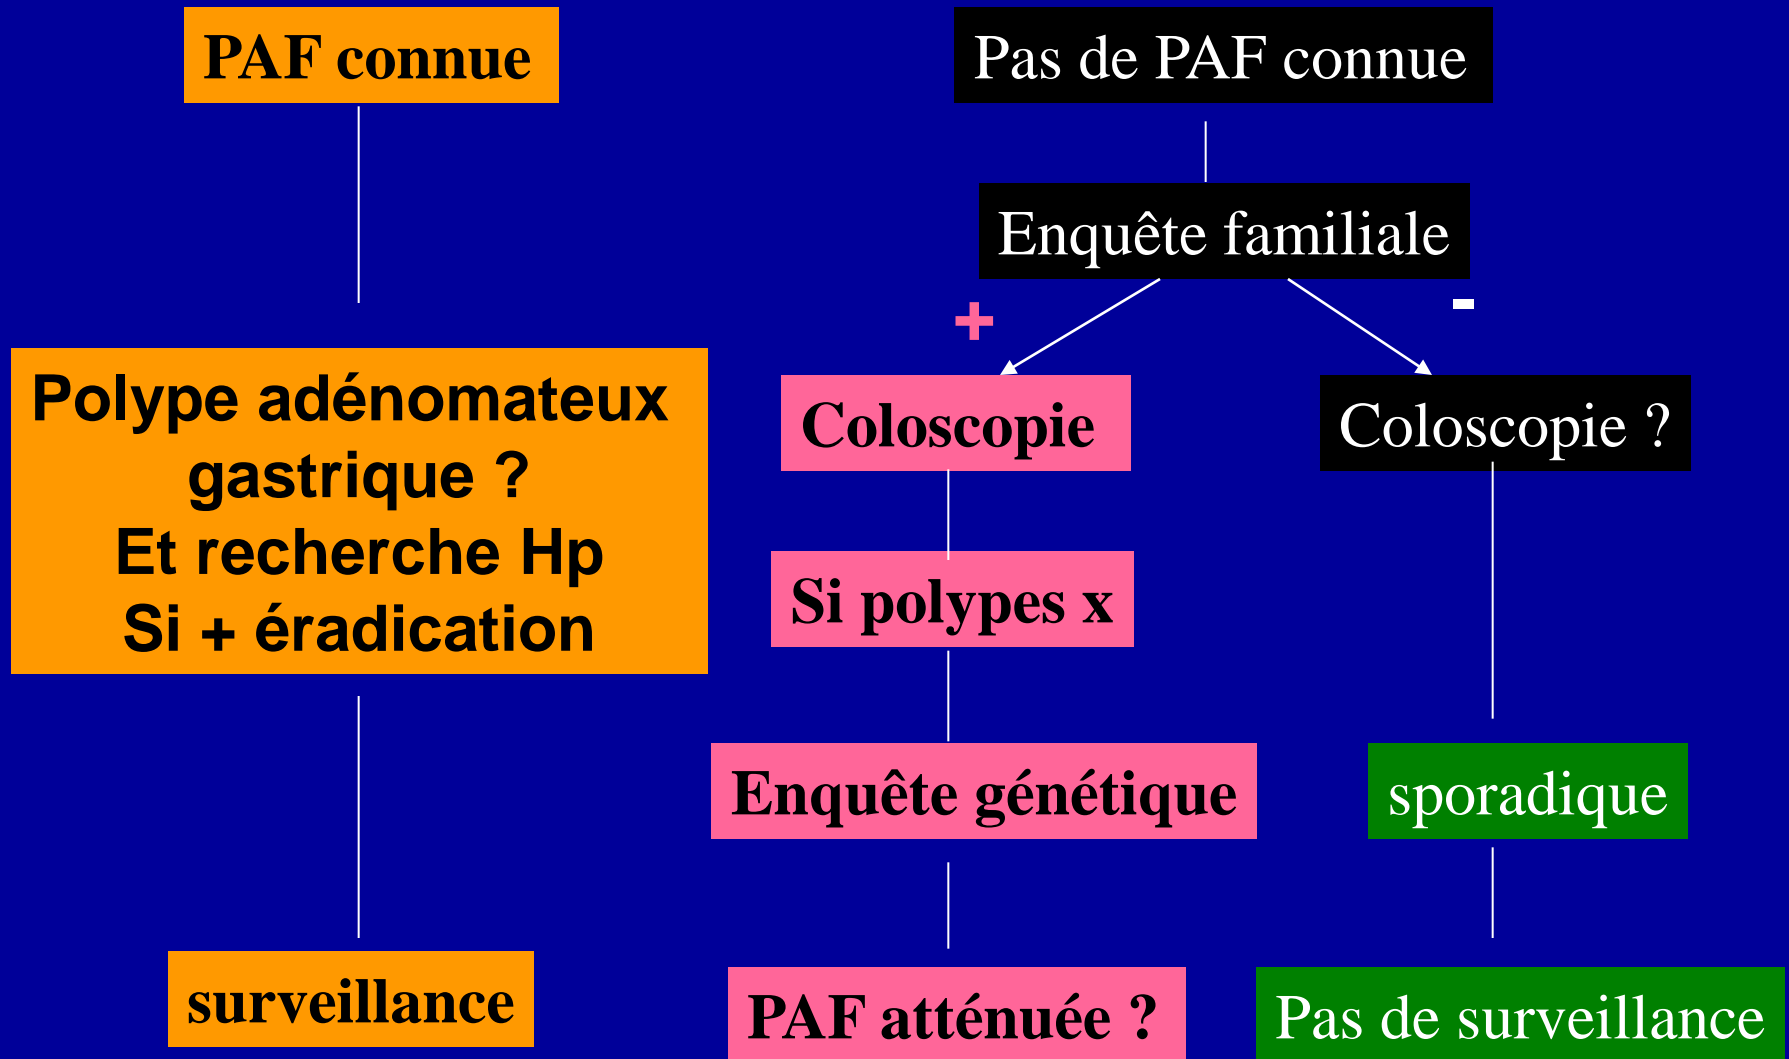 PAF connue
Pas de PAF connue
Enquête familiale
+
-
Polype adénomateux
gastrique ?
Et recherche Hp
Si + éradication
Coloscopie
Coloscopie ?
Si polypes x
Enquête génétique
sporadique
surveillance
PAF atténuée ?
Pas de surveillance